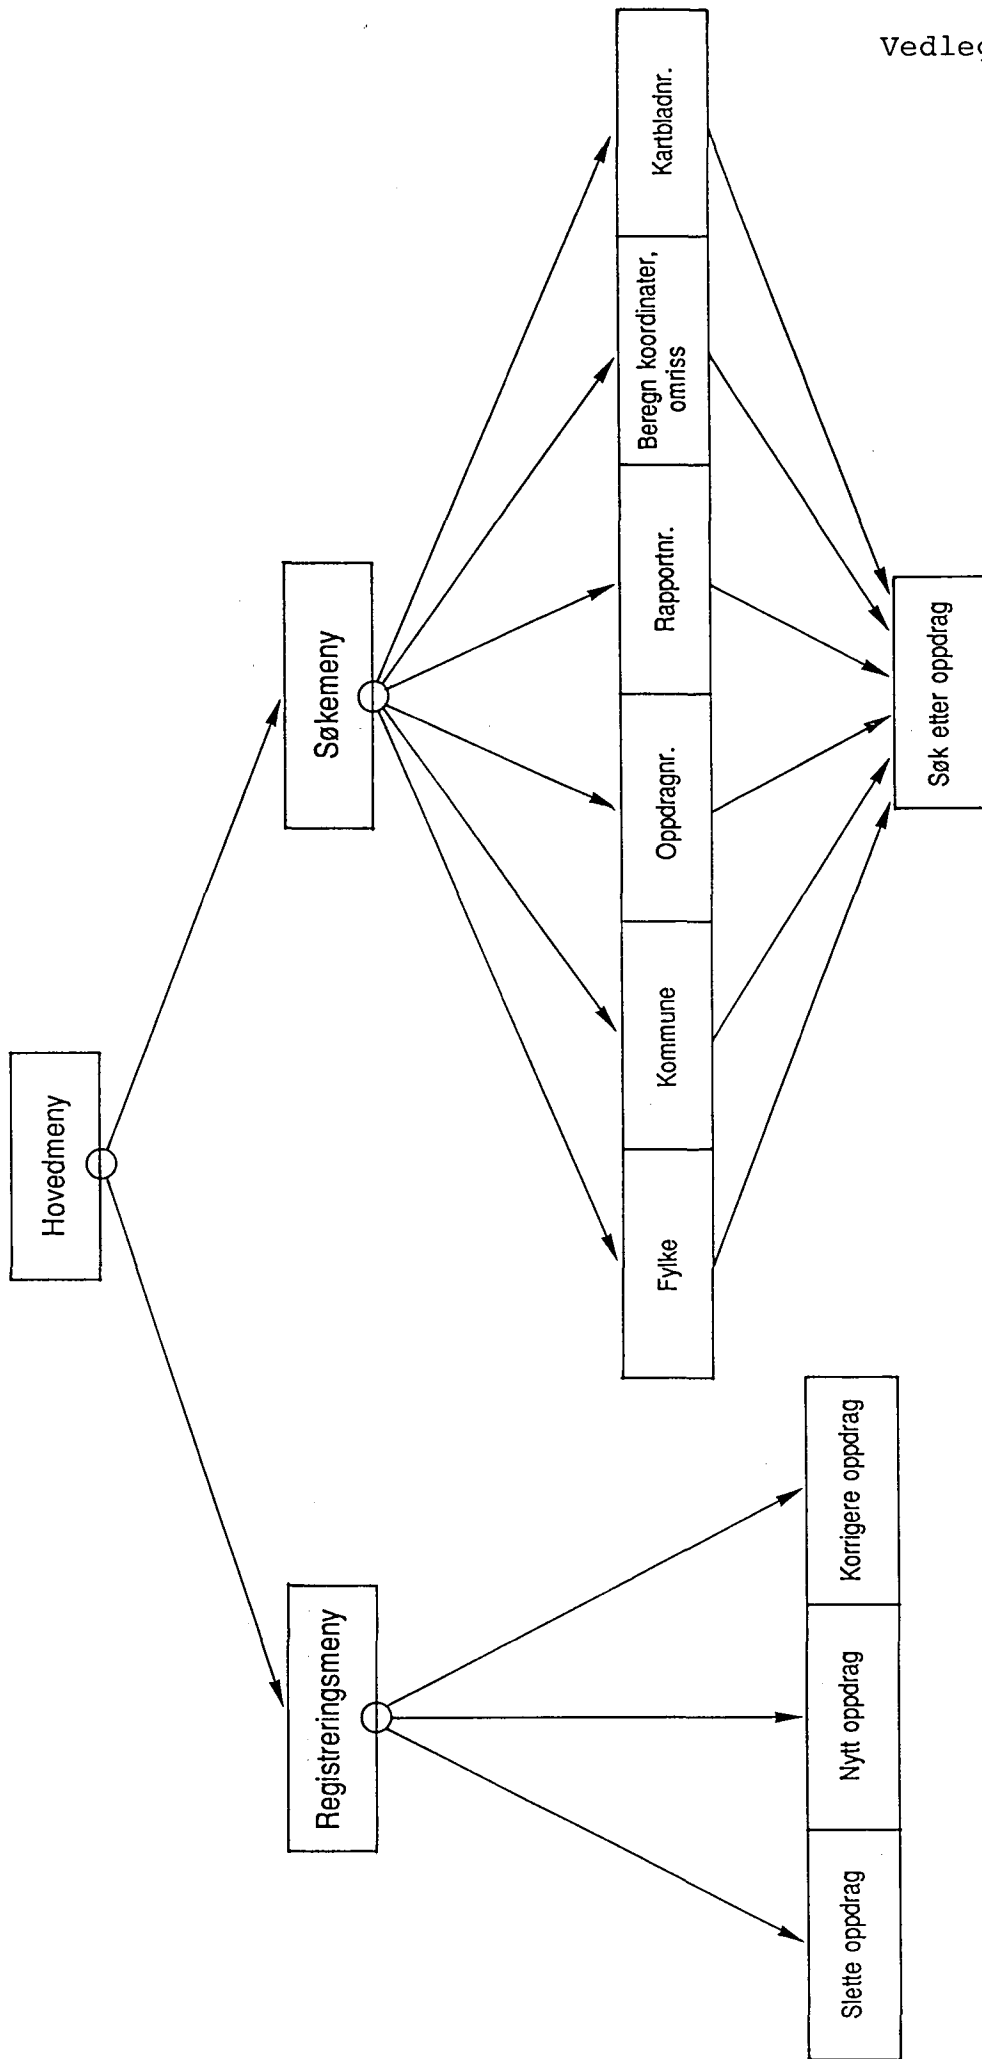 Vedleg
Hovedmeny
Registreringsmeny
Søkemeny
Slette oppdrag
Nytt oppdrag
Korrigere oppdrag
Fylke
Kommune
Oppdragnr.
Rapportnr.
Beregn koordinater,
omriss
Kartbladnr.
Søk etter oppdrag